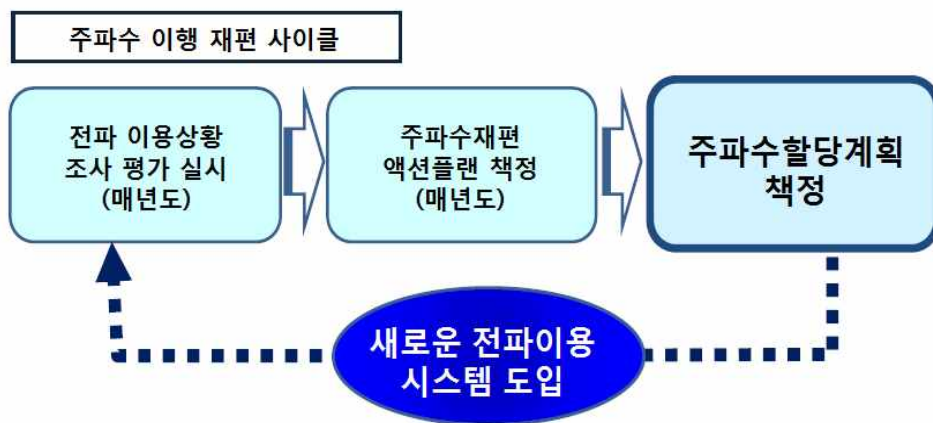 주파수 이행 재편 사이클
전파 이용상황
조사 평가 실시
(매년도)
주파수재편
액션플랜 책정
(매년도)
주파수할당계획
책정
새로운 전파이용
시스템 도입